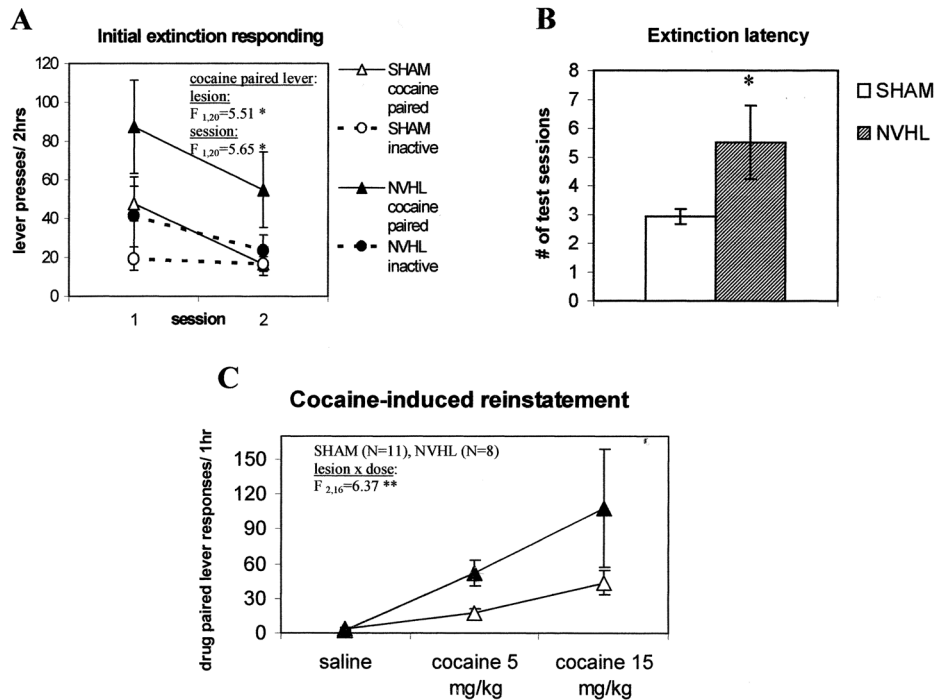 A
Initial extinction responding
120
100
80
60
40
20
0
lever presses/ 2hrs
cocaine paired lever:
lesion:
F 1,20=5.51 *
session:
F 1,20=5.65 *
1 session 2
SHAM
cocaine
paired
SHAM
inactive
NVHL
cocaine
paired
NVHL
inactive
B
Extinction latency
8
7
6
5
4
3
2
1
0
# of test sessions
*
SHAM
NVHL
C
Cocaine-induced reinstatement
drug paired lever responses/ 1hr
150
120
90
60
30
0
SHAM (N=11), NVHL (N=8)
lesion x dose:
F 2,16=6.37 **
saline
cocaine 5
mg/kg
cocaine 15
mg/kg